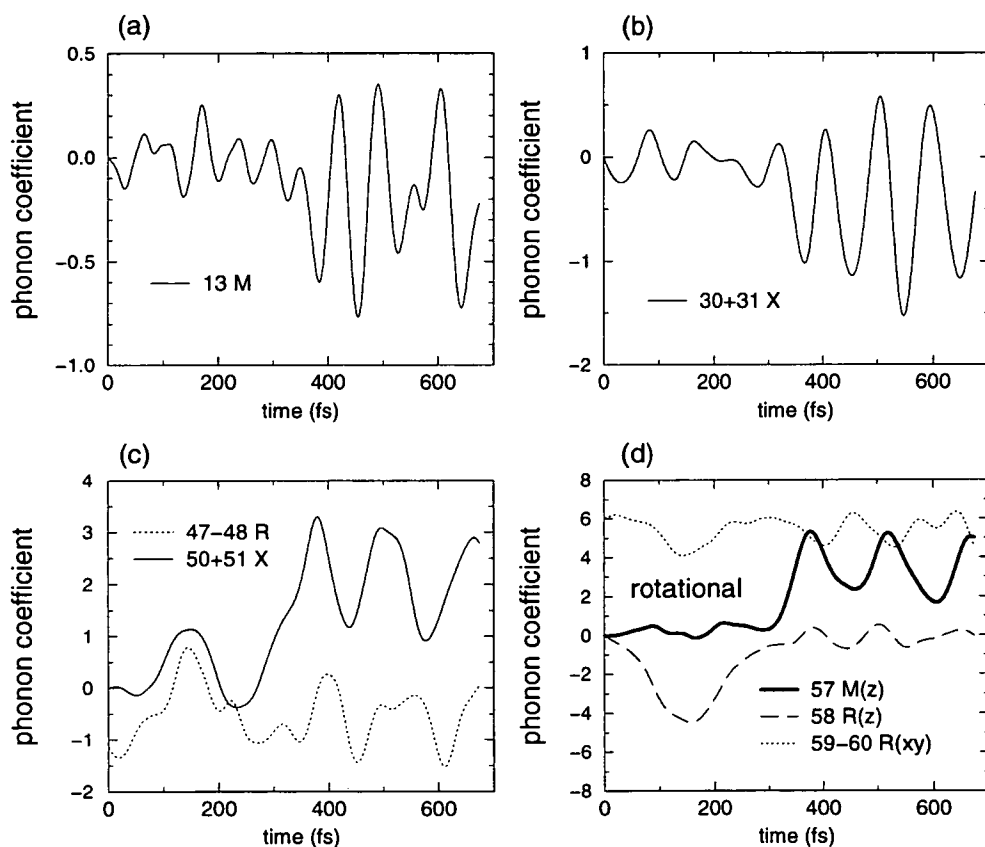 (a)
0.5
0.0
−0.5
−1.0
phonon coefficient
13 M
0
200
400
600
time (fs)
(b)
1
0
−1
−2
phonon coefficient
30+31 X
0
200
400
600
time (fs)
(c)
4
3
2
1
0
−1
−2
phonon coefficient
47−48 R
50+51 X
0
200
400
600
time (fs)
(d)
8
6
4
2
0
−2
−4
−6
−8
phonon coefficient
rotational
57 M(z)
58 R(z)
59−60 R(xy)
0
200
400
600
time (fs)